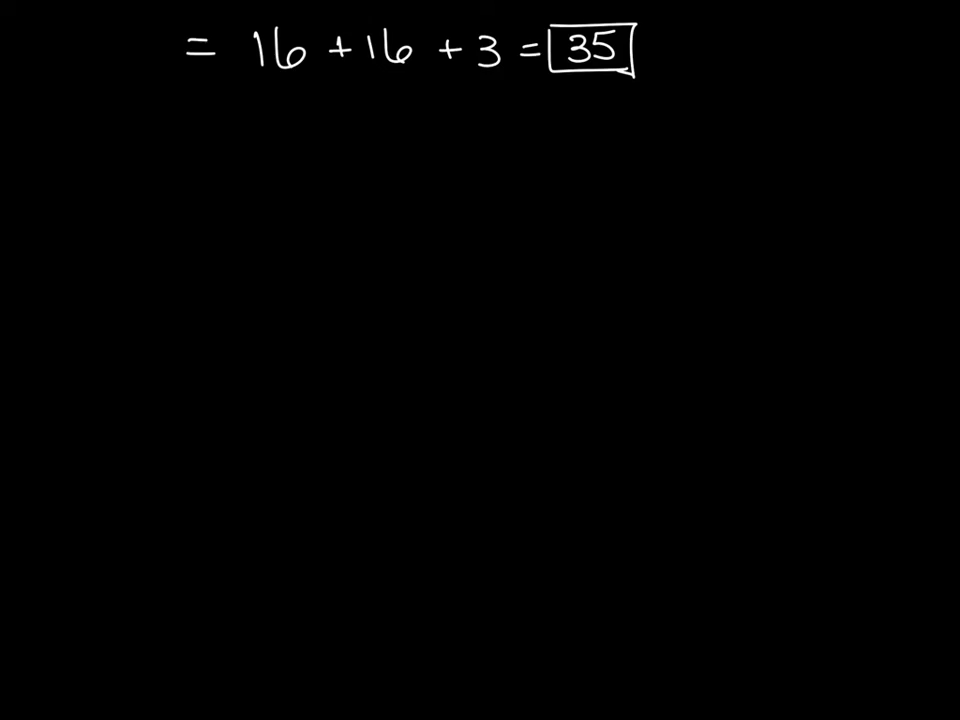 = 16 + 16 + 3 = 35